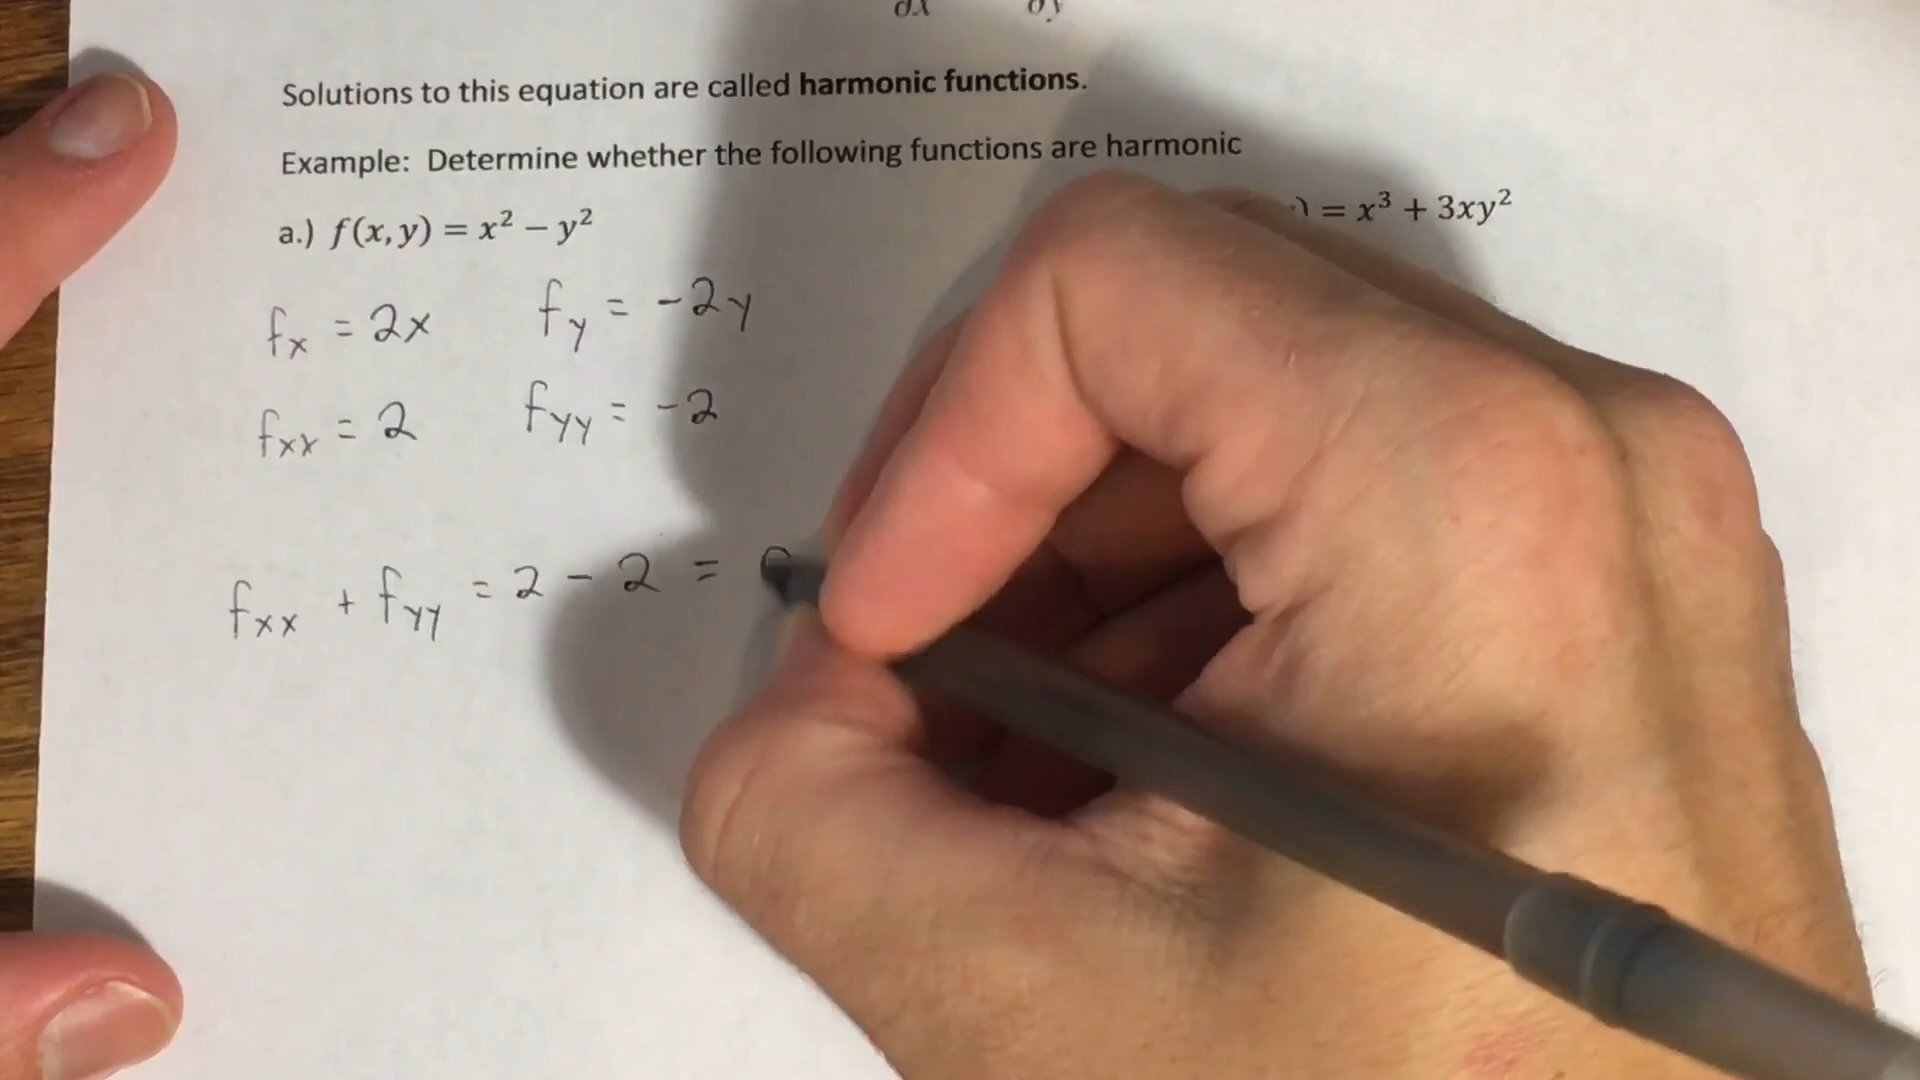 ∂x ∂y
Solutions to this equation are called harmonic functions.
Example: Determine whether the following functions are harmonic
a.) f(x, y) = x² − y²
) = x³ + 3xy²
fx = 2x fy = -2y
fxx = 2 fyy = -2
fxx + fyy = 2 - 2 =